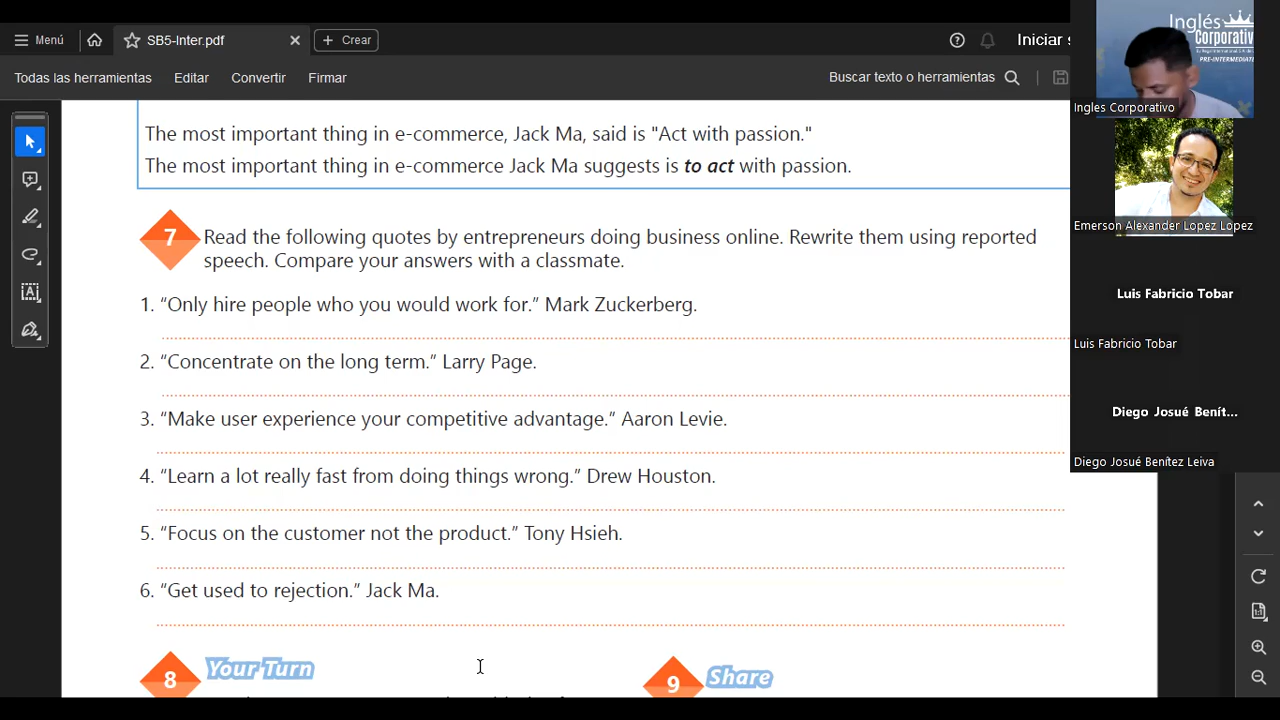 Menú
SB5-Inter.pdf
Crear
Iniciar s
Todas las herramientas
Editar
Convertir
Firmar
Buscar texto o herramientas
The most important thing in e-commerce, Jack Ma, said is "Act with passion."
The most important thing in e-commerce Jack Ma suggests is to act with passion.
7
Read the following quotes by entrepreneurs doing business online. Rewrite them using reported
speech. Compare your answers with a classmate.
1. “Only hire people who you would work for.” Mark Zuckerberg.
2. “Concentrate on the long term.” Larry Page.
3. “Make user experience your competitive advantage.” Aaron Levie.
4. “Learn a lot really fast from doing things wrong.” Drew Houston.
5. “Focus on the customer not the product.” Tony Hsieh.
6. “Get used to rejection.” Jack Ma.
8
Your Turn
9
Share
Inglés
Corporativ
PRE-INTERMEDIATE
Ingles Corporativo
Emerson Alexander Lopez Lopez
Luis Fabricio Tobar
Luis Fabricio Tobar
Diego Josué Benít...
Diego Josué Benítez Leiva